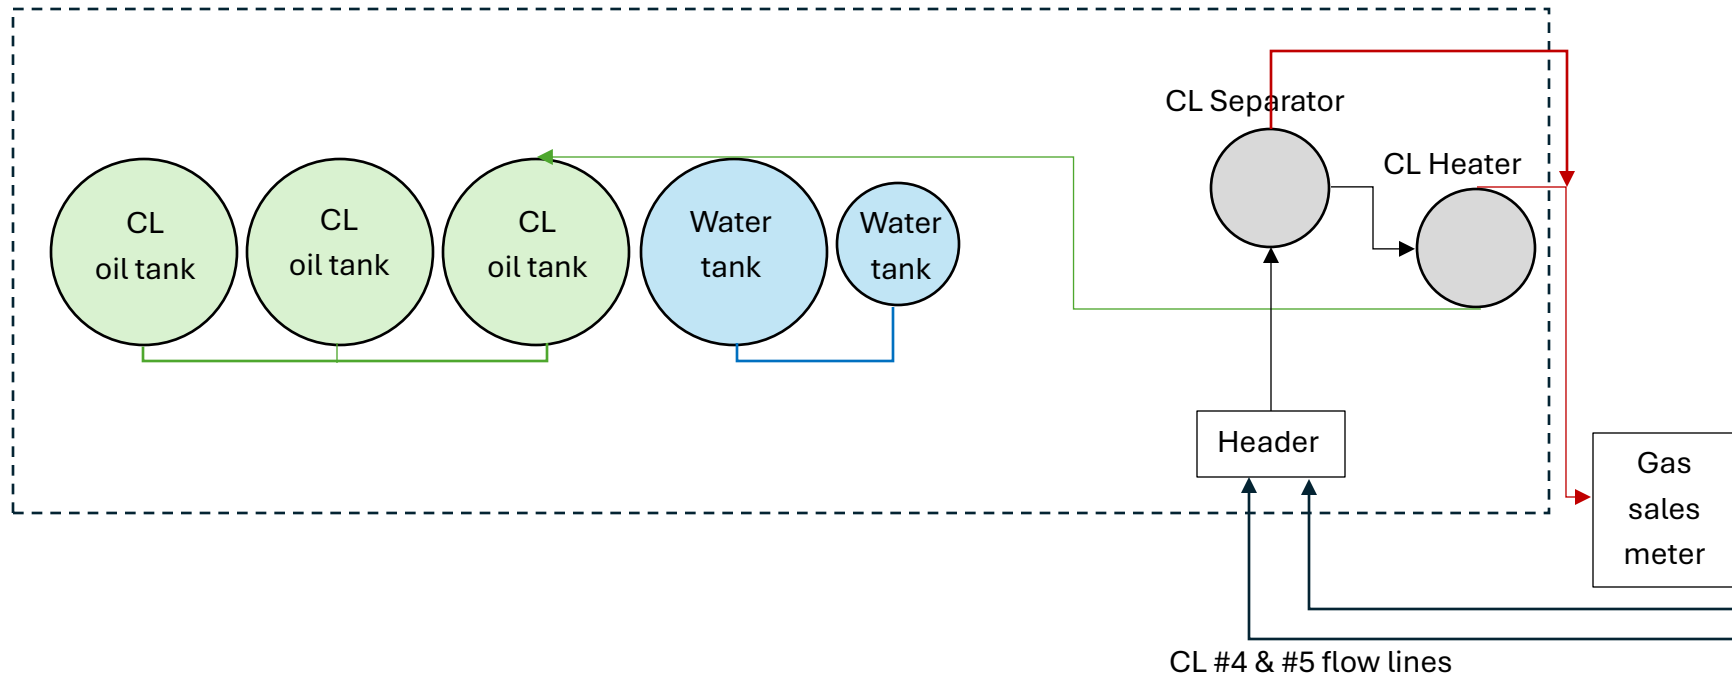 CL Separator
CL Heater
CL
oil tank
CL
oil tank
CL
oil tank
Water
tank
Water
tank
Header
Gas
sales
meter
CL #4 & #5 flow lines